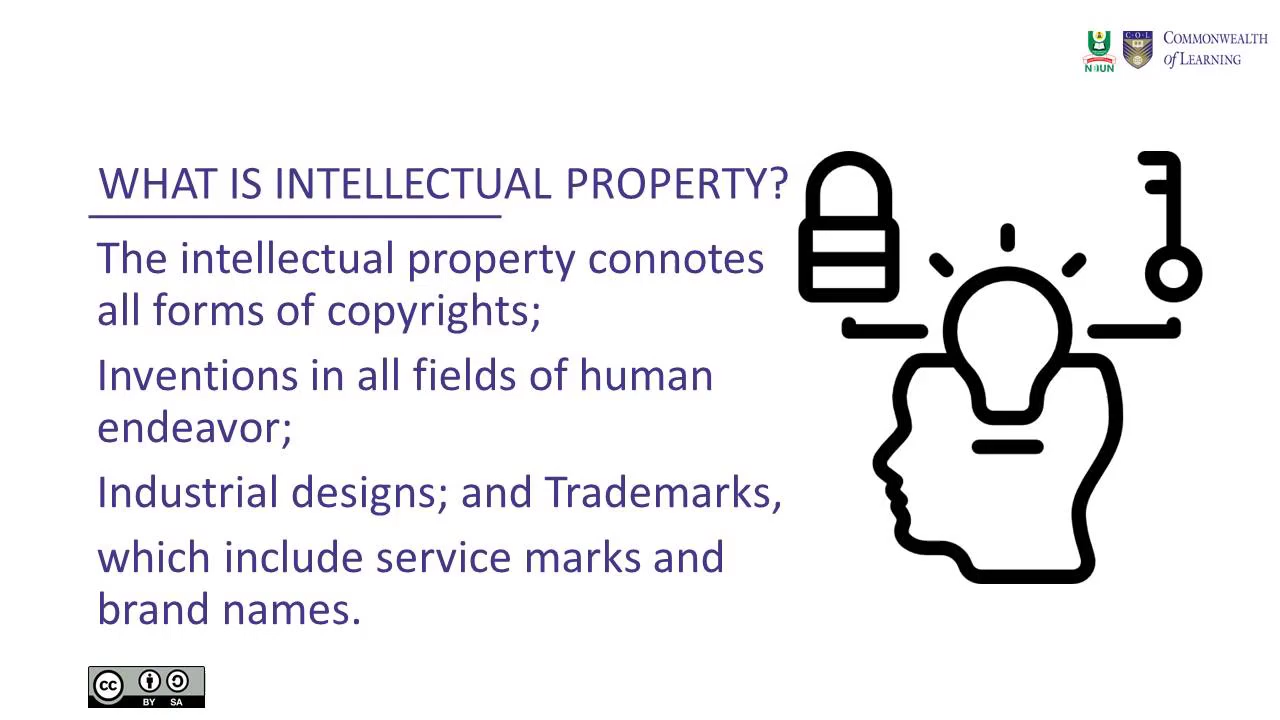 COMMONWEALTH
of LEARNING
C·O·L
NOUN
WHAT IS INTELLECTUAL PROPERTY?
The intellectual property connotes
all forms of copyrights;
Inventions in all fields of human
endeavor;
Industrial designs; and Trademarks,
which include service marks and
brand names.
cc
BY SA